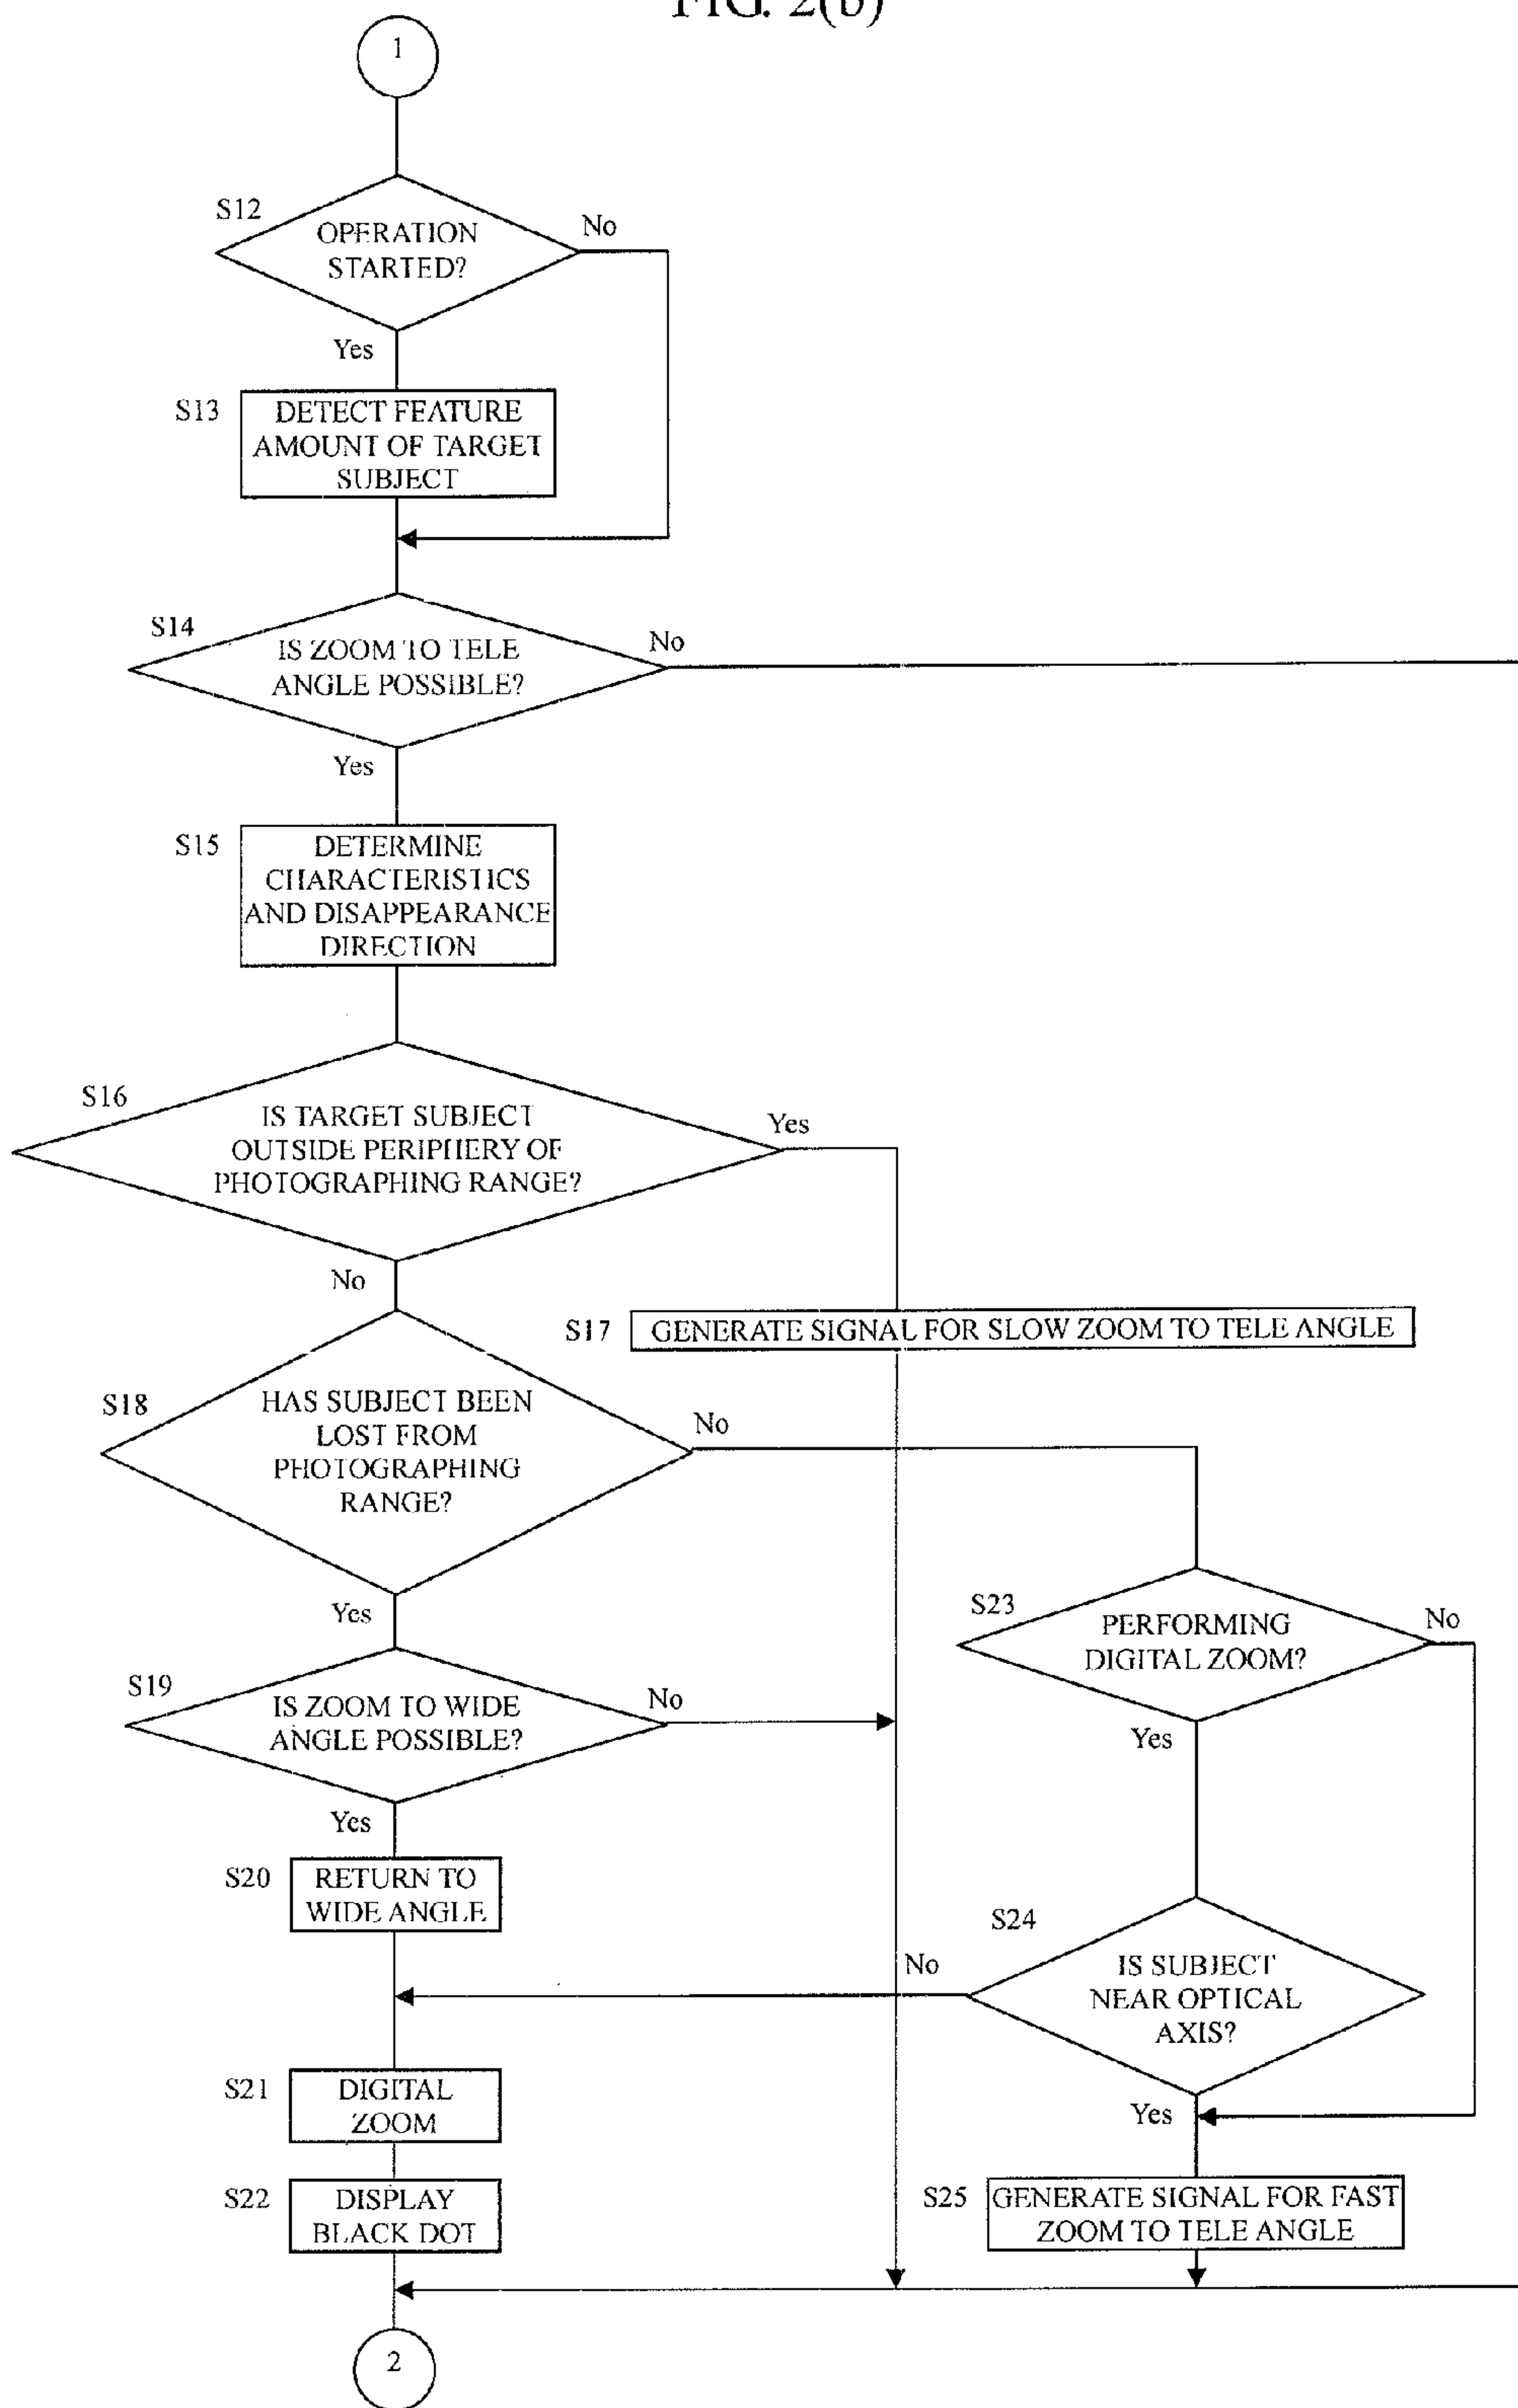 FIG. 2(b)
1
S12
OPERATION
STARTED?
No
Yes
S13
DETECT FEATURE
AMOUNT OF TARGET
SUBJECT
S14
IS ZOOM TO TELE
ANGLE POSSIBLE?
No
Yes
S15
DETERMINE
CHARACTERISTICS
AND DISAPPEARANCE
DIRECTION
S16
IS TARGET SUBJECT
OUTSIDE PERIPHERY OF
PHOTOGRAPHING RANGE?
Yes
No
S17
GENERATE SIGNAL FOR SLOW ZOOM TO TELE ANGLE
S18
HAS SUBJECT BEEN
LOST FROM
PHOTOGRAPHING
RANGE?
No
Yes
S23
PERFORMING
DIGITAL ZOOM?
No
Yes
S19
IS ZOOM TO WIDE
ANGLE POSSIBLE?
No
Yes
S20
RETURN TO
WIDE ANGLE
S24
IS SUBJECT
NEAR OPTICAL
AXIS?
No
Yes
S21
DIGITAL
ZOOM
S22
DISPLAY
BLACK DOT
S25
GENERATE SIGNAL FOR FAST
ZOOM TO TELE ANGLE
2